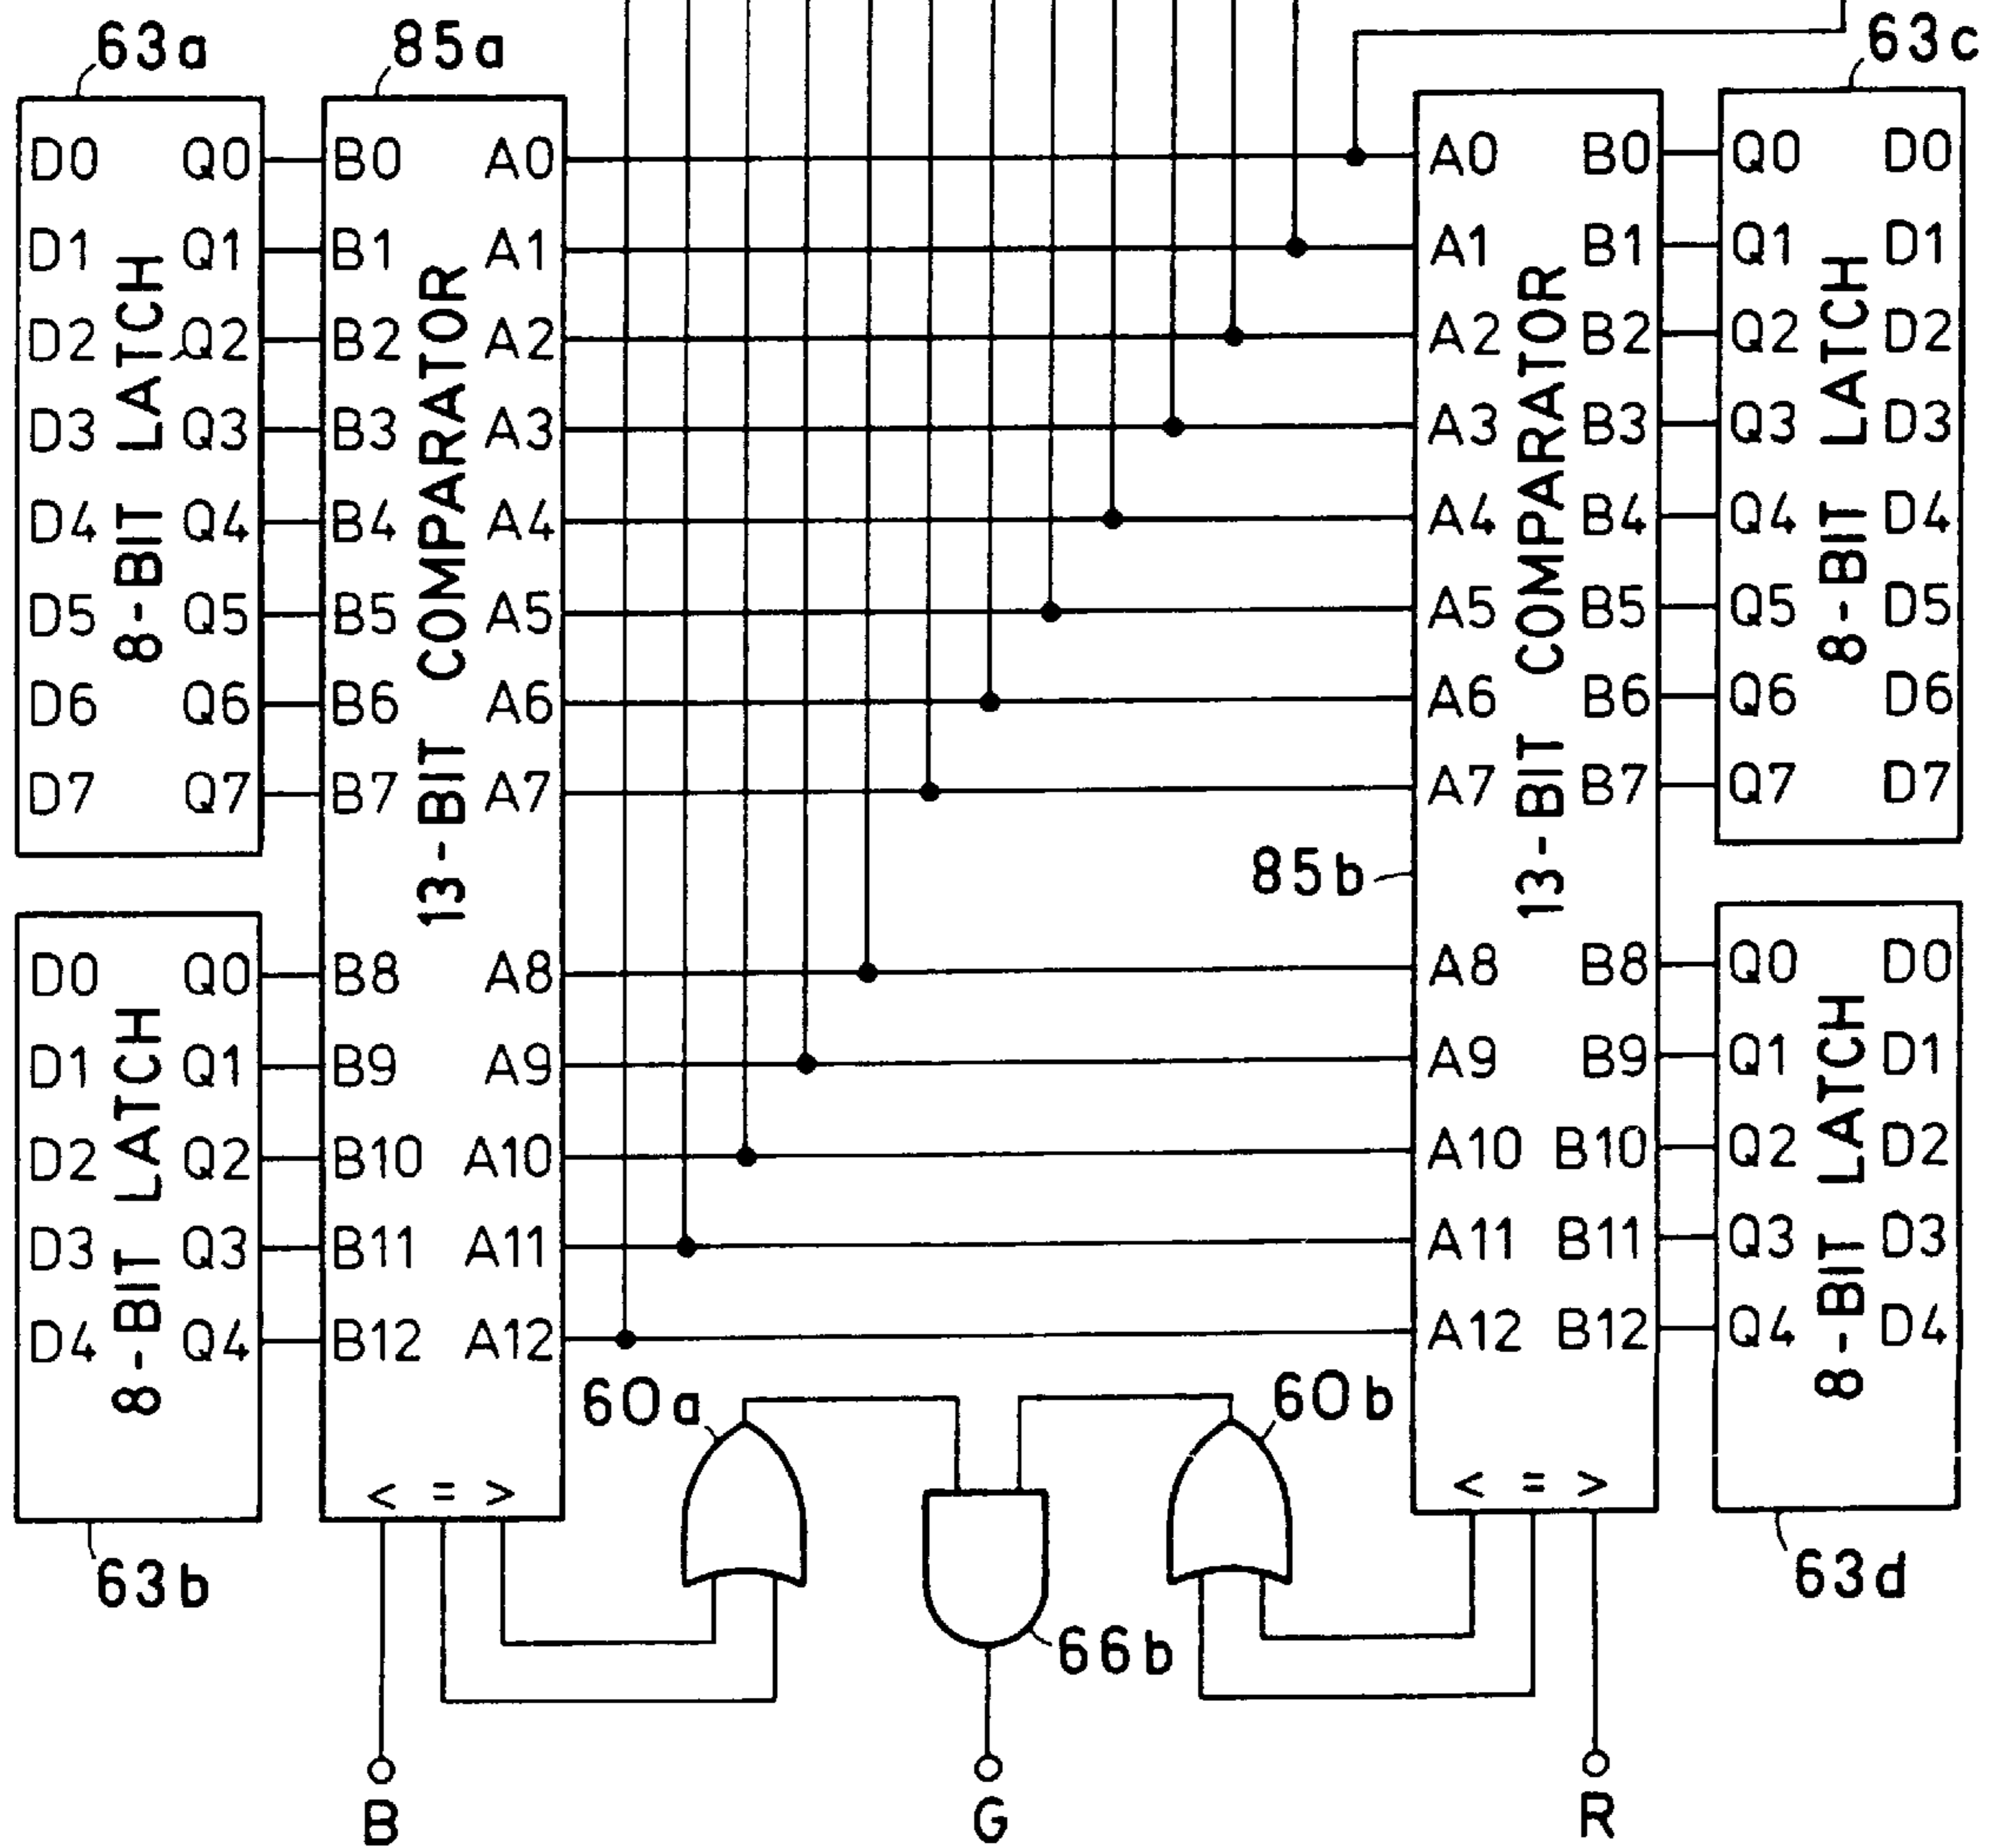 63a 85a 63c
D0 Q0 B0 A0 A0 B0 Q0 D0
D1 Q1 B1 A1 A1 B1 Q1 D1
D2 Q2 B2 A2 A2 B2 Q2 D2
D3 Q3 B3 A3 A3 B3 Q3 D3
D4 Q4 B4 A4 A4 B4 Q4 D4
D5 Q5 B5 A5 A5 B5 Q5 D5
D6 Q6 B6 A6 A6 B6 Q6 D6
D7 Q7 B7 A7 A7 B7 Q7 D7
8-BIT LATCH
13-BIT COMPARATOR
13-BIT COMPARATOR
8-BIT LATCH
85b
D0 Q0 B8 A8 A8 B8 Q0 D0
D1 Q1 B9 A9 A9 B9 Q1 D1
D2 Q2 B10 A10 A10 B10 Q2 D2
D3 Q3 B11 A11 A11 B11 Q3 D3
D4 Q4 B12 A12 A12 B12 Q4 D4
8-BIT LATCH
8-BIT LATCH
60a 60b
< = > < = >
63b 66b 63d
B G R